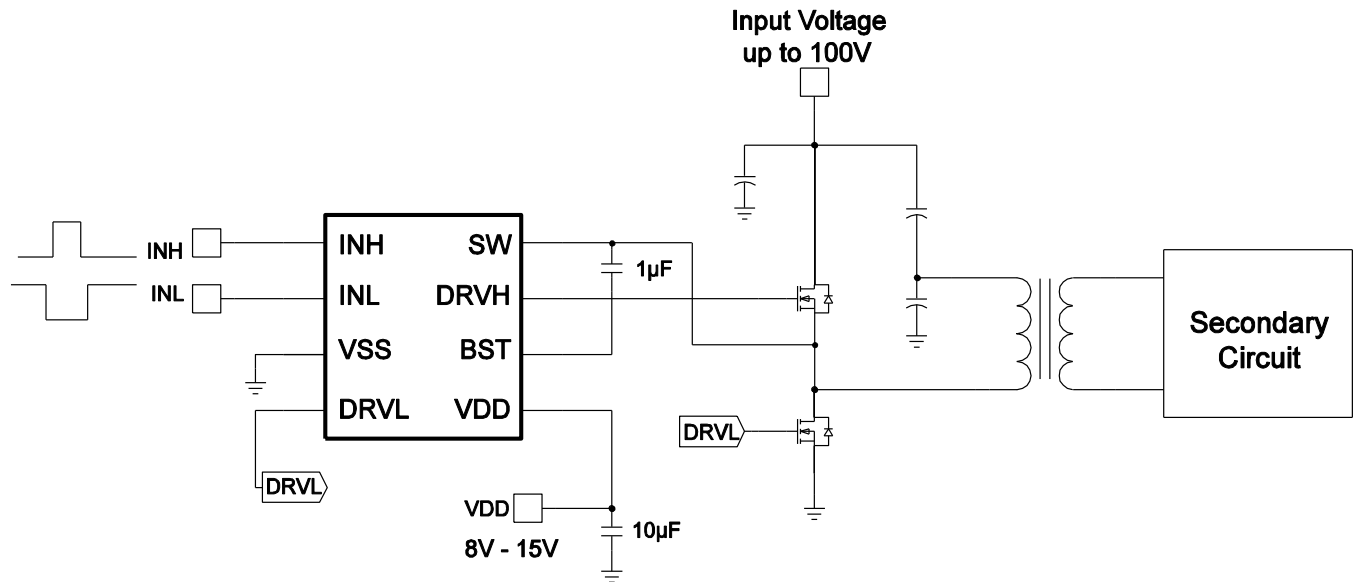 Input Voltage
up to 100V
INH
INL
INH
INL
VSS
DRVL
SW
DRVH
BST
VDD
1µF
DRVL
DRVL
VDD
8V - 15V
10µF
Secondary
Circuit